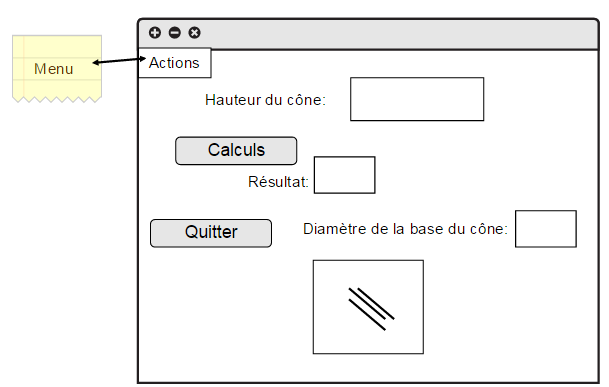 Menu
Actions
Hauteur du cône:
Calculs
Résultat:
Quitter
Diamètre de la base du cône: